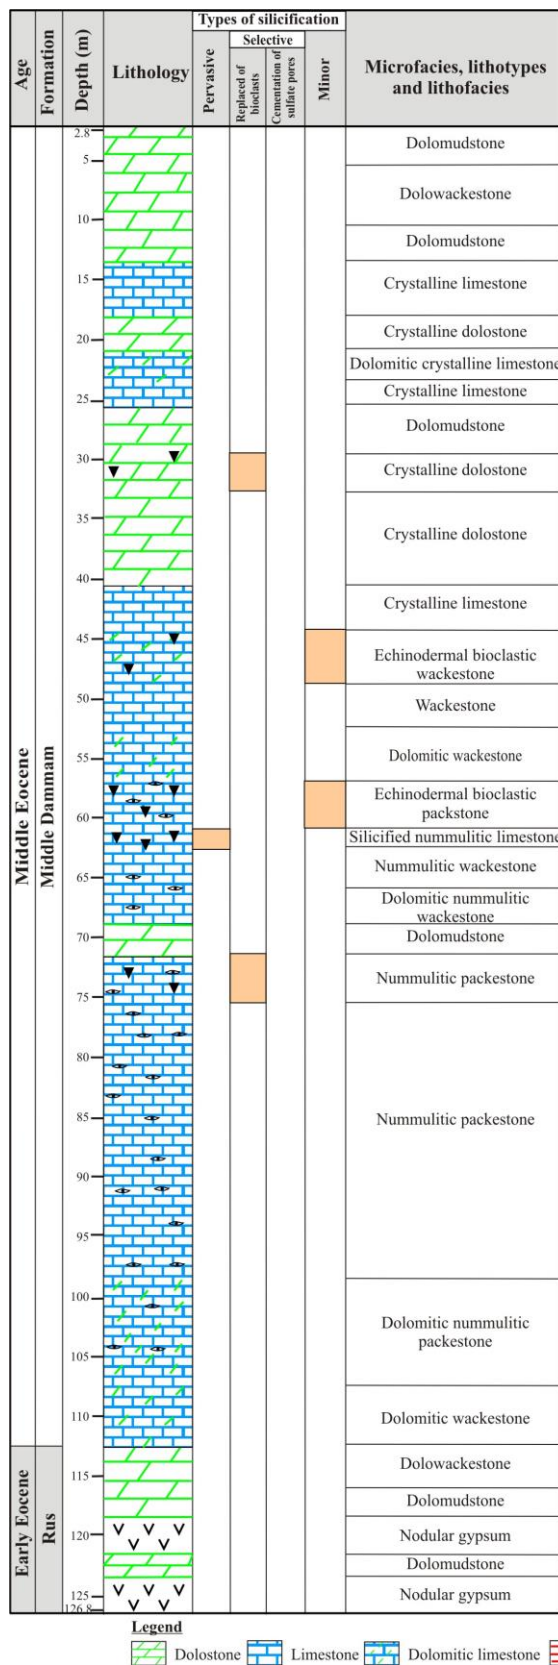 Age
Formation
Depth (m)
Lithology
Types of silicification
Pervasive
Selective
Replaced of
bioclasts
Cementation of
sulfate pores
Minor
Microfacies, lithotypes
and lithofacies
Middle Eocene
Early Eocene
Middle Dammam
Rus
2.8
5
10
15
20
25
30
35
40
45
50
55
60
65
70
75
80
85
90
95
100
105
110
115
120
125
126.8
Dolomudstone
Dolowackestone
Dolomudstone
Crystalline limestone
Crystalline dolostone
Dolomitic crystalline limestone
Crystalline limestone
Dolomudstone
Crystalline dolostone
Crystalline dolostone
Crystalline limestone
Echinodermal bioclastic
wackestone
Wackestone
Dolomitic wackestone
Echinodermal bioclastic
packstone
Silicified nummulitic limestone
Nummulitic wackestone
Dolomitic nummulitic
wackestone
Dolomudstone
Nummulitic packestone
Nummulitic packestone
Dolomitic nummulitic
packestone
Dolomitic wackestone
Dolowackestone
Dolomudstone
Nodular gypsum
Dolomudstone
Nodular gypsum
Legend
Dolostone
Limestone
Dolomitic limestone